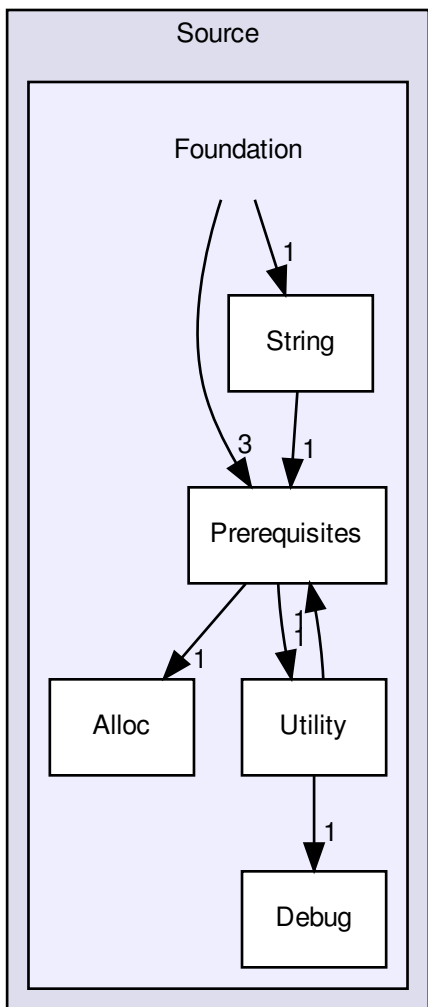 Source
Foundation
1
String
3
1
Prerequisites
1
1
1
Alloc
Utility
1
Debug